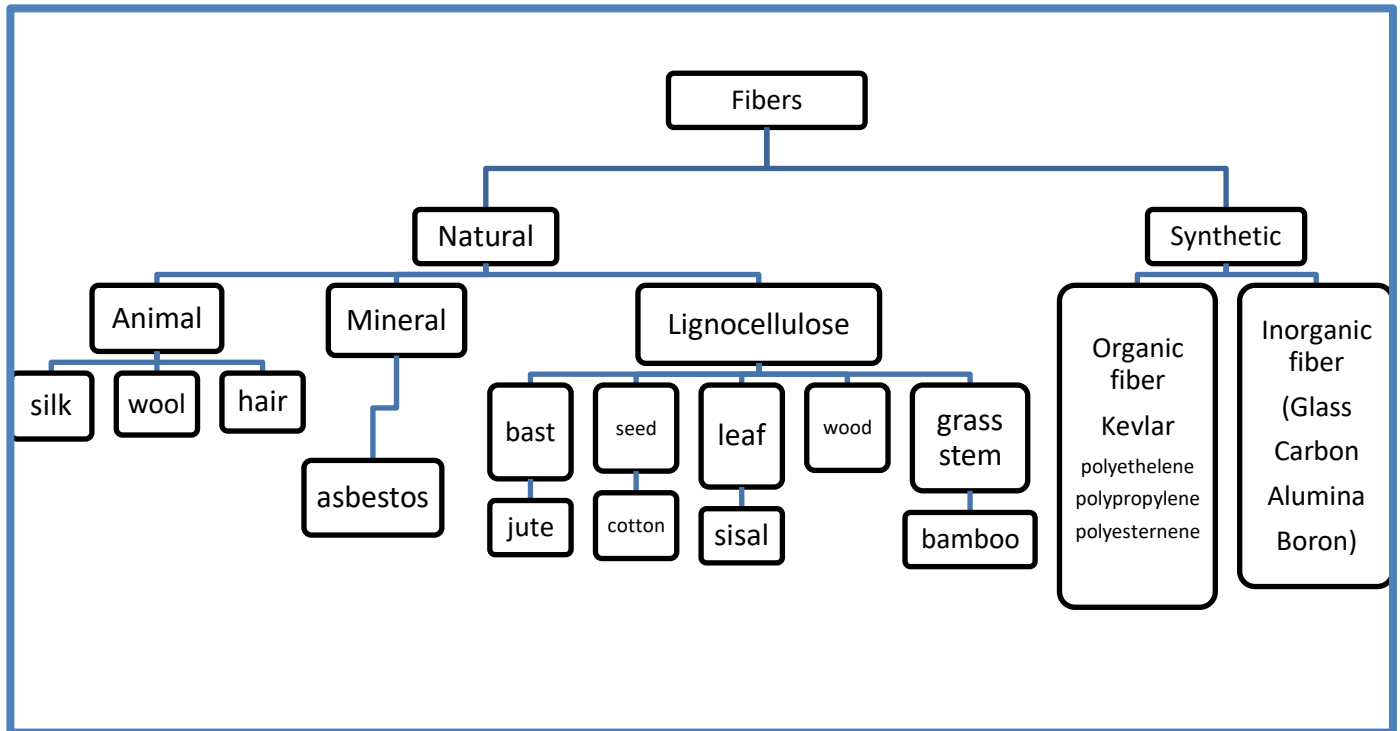 Fibers
Natural
Synthetic
Animal
Mineral
Lignocellulose
silk
wool
hair
asbestos
bast
seed
leaf
wood
grass
stem
jute
cotton
sisal
bamboo
Organic
fiber
Kevlar
polyethelene
polypropylene
polyesternene
Inorganic
fiber
(Glass
Carbon
Alumina
Boron)